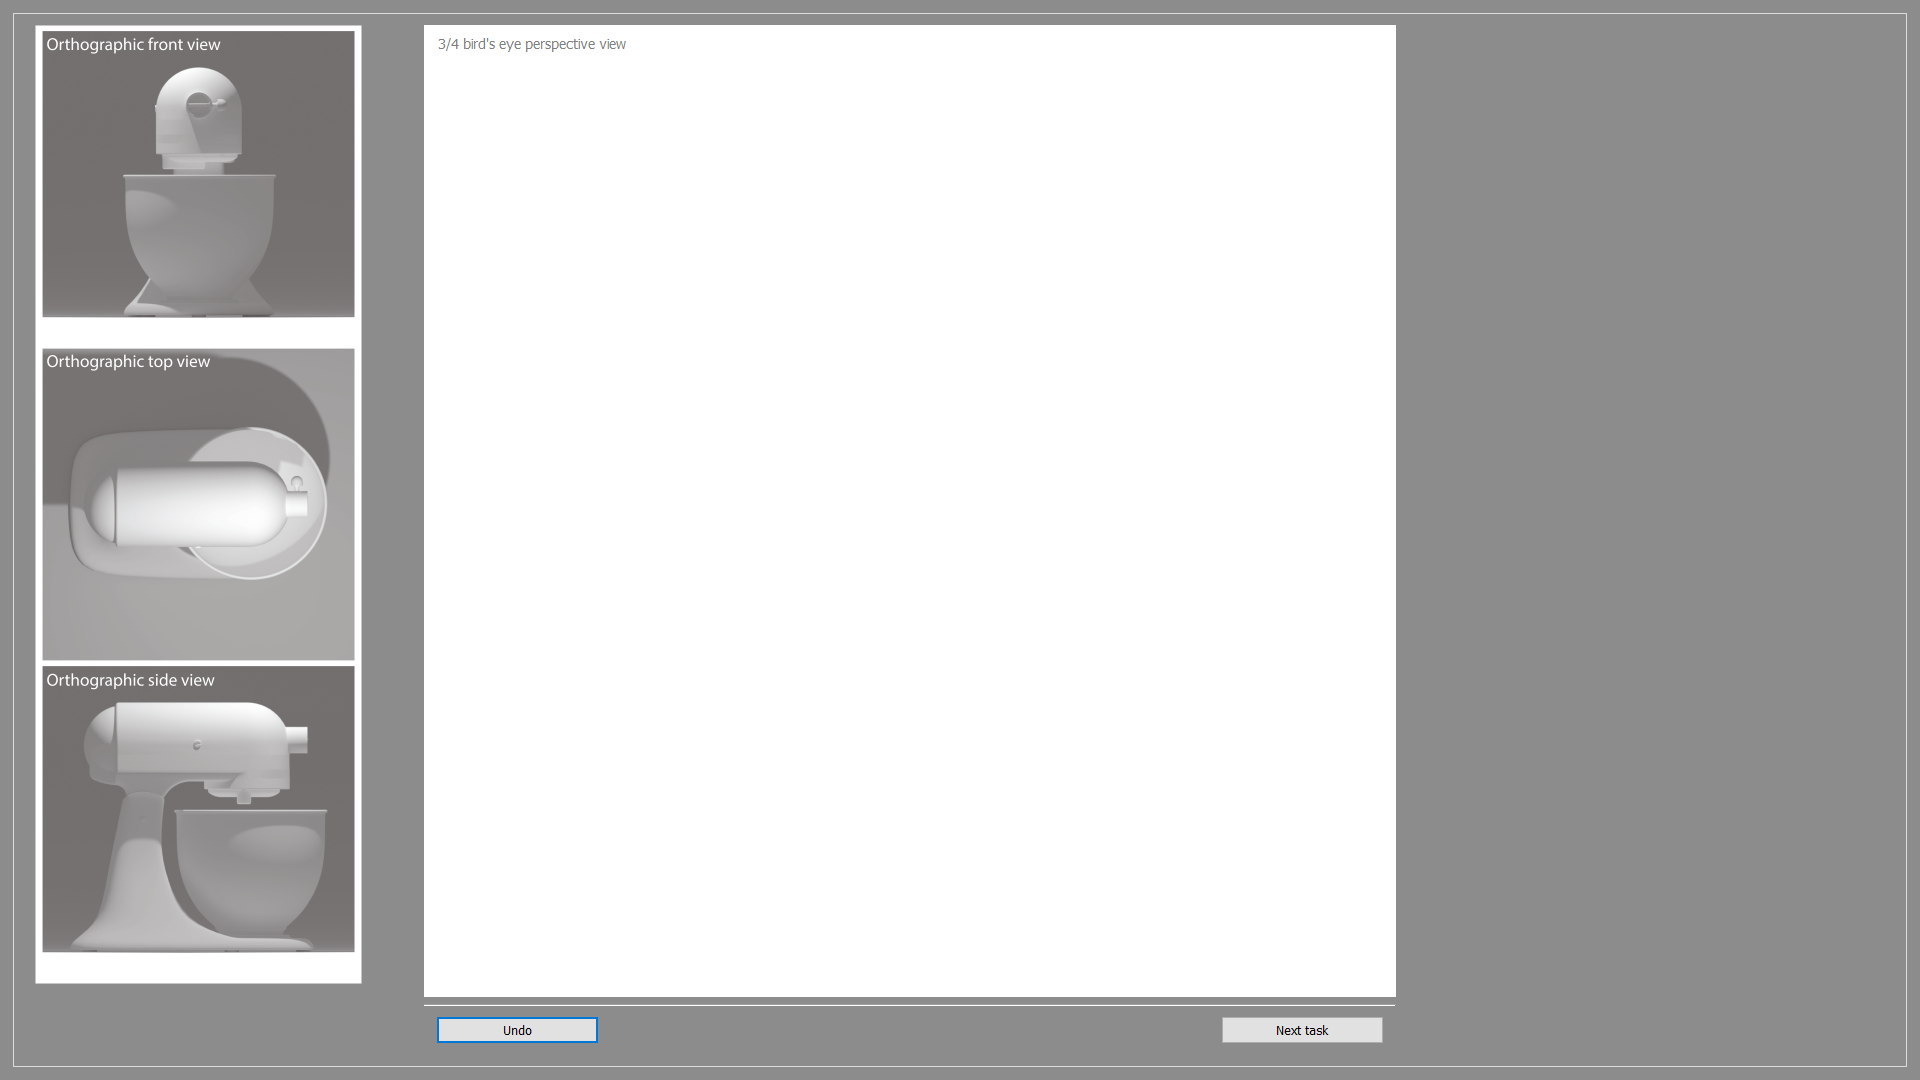 Orthographic front view
3/4 bird's eye perspective view
Orthographic top view
Orthographic side view
Undo
Next task